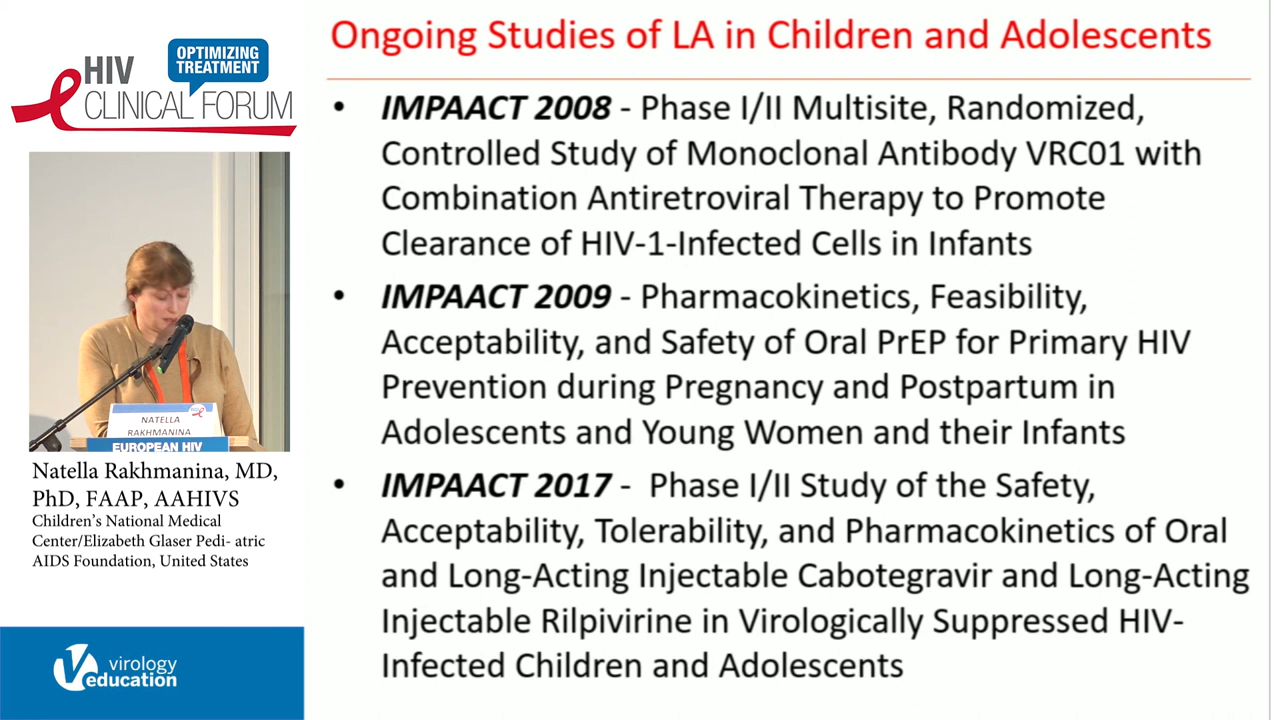 OPTIMIZING
TREATMENT
HIV
CLINICAL FORUM
NATELLA
RAKHMANINA
EUROPEAN HIV
Natella Rakhmanina, MD,
PhD, FAAP, AAHIVS
Children’s National Medical
Center/Elizabeth Glaser Pedi- atric
AIDS Foundation, United States
virology
education
Ongoing Studies of LA in Children and Adolescents
• IMPAACT 2008 - Phase I/II Multisite, Randomized,
Controlled Study of Monoclonal Antibody VRC01 with
Combination Antiretroviral Therapy to Promote
Clearance of HIV-1-Infected Cells in Infants
• IMPAACT 2009 - Pharmacokinetics, Feasibility,
Acceptability, and Safety of Oral PrEP for Primary HIV
Prevention during Pregnancy and Postpartum in
Adolescents and Young Women and their Infants
• IMPAACT 2017 - Phase I/II Study of the Safety,
Acceptability, Tolerability, and Pharmacokinetics of Oral
and Long-Acting Injectable Cabotegravir and Long-Acting
Injectable Rilpivirine in Virologically Suppressed HIV-
Infected Children and Adolescents